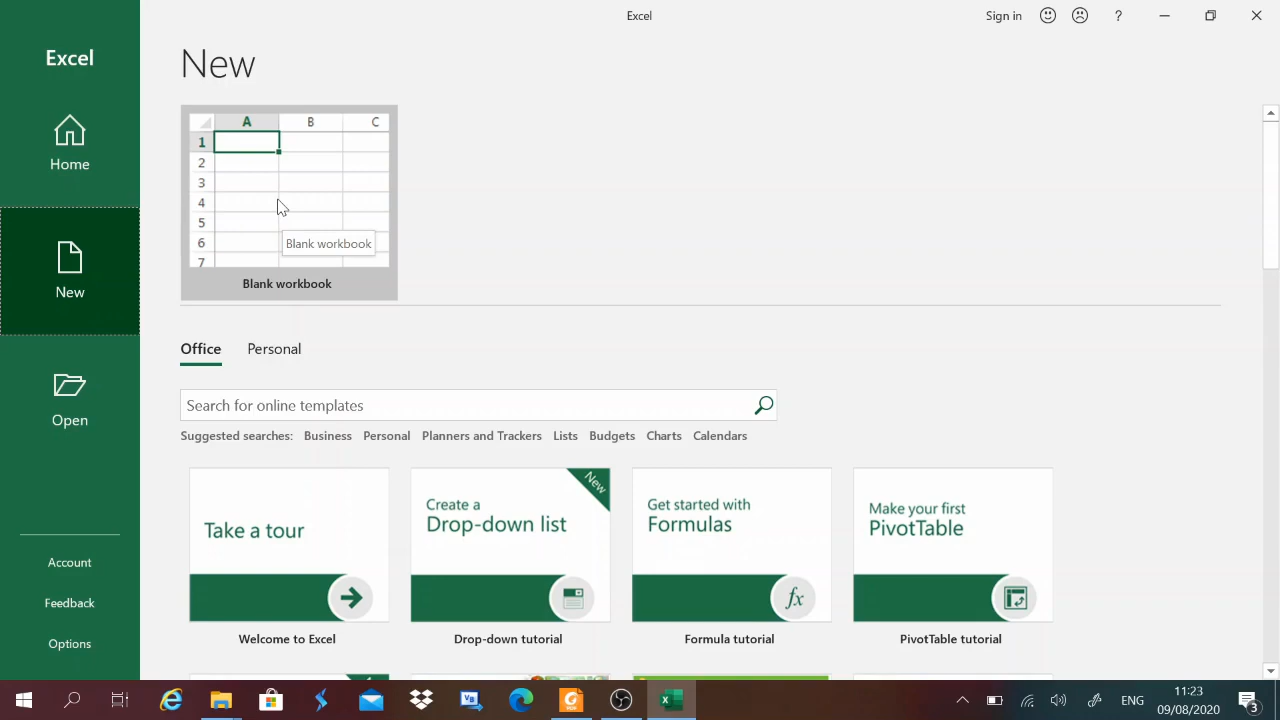 Excel
Sign in
?
Excel
Home
New
Open
Account
Feedback
Options
New
A B C
1
2
3
4
5
6
7
Blank workbook
Blank workbook
Office Personal
Search for online templates
Suggested searches: Business Personal Planners and Trackers Lists Budgets Charts Calendars
Take a tour
Welcome to Excel
New
Create a
Drop-down list
Drop-down tutorial
Get started with
Formulas
fx
Formula tutorial
Make your first
PivotTable
PivotTable tutorial
ENG
11:23
09/08/2020
3